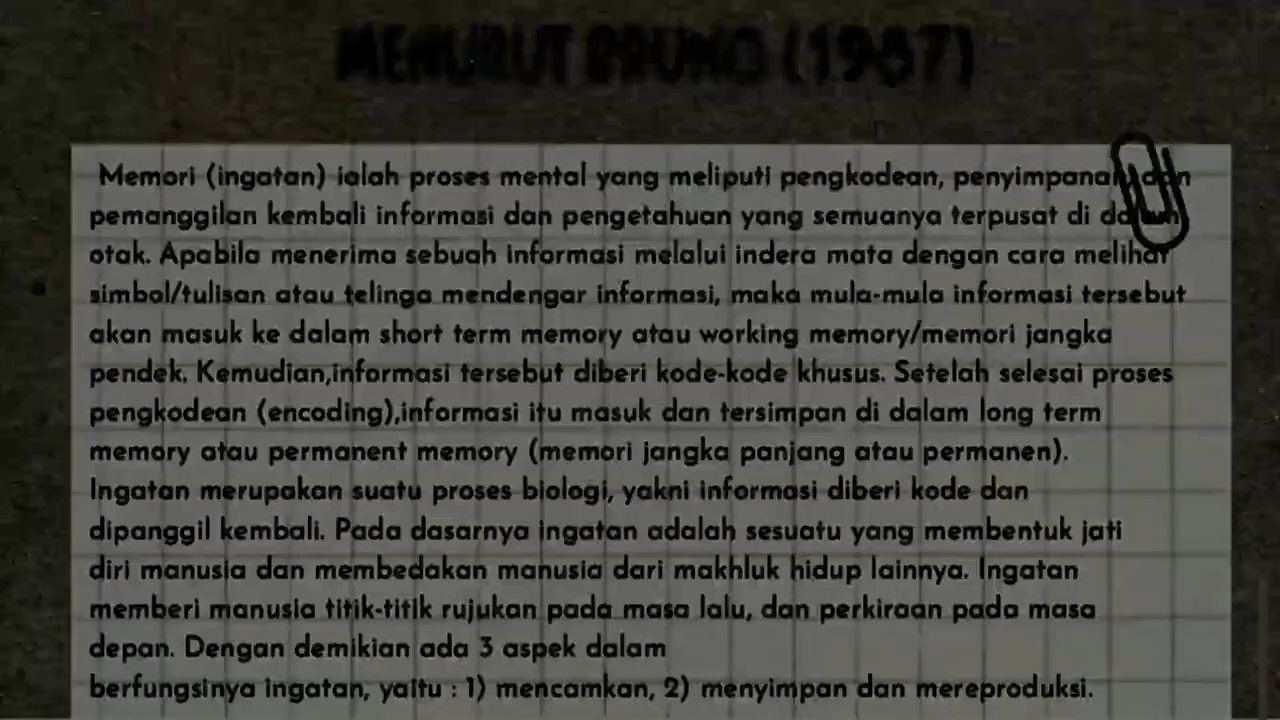 MENURUT BRUNO (1987)
Memori (ingatan) ialah proses mental yang meliputi pengkodean, penyimpanan, dan
pemanggilan kembali informasi dan pengetahuan yang semuanya terpusat di dalam
otak. Apabila menerima sebuah informasi melalui indera mata dengan cara melihat
simbol/tulisan atau telinga mendengar informasi, maka mula-mula informasi tersebut
akan masuk ke dalam short term memory atau working memory/memori jangka
pendek. Kemudian,informasi tersebut diberi kode-kode khusus. Setelah selesai proses
pengkodean (encoding),informasi itu masuk dan tersimpan di dalam long term
memory atau permanent memory (memori jangka panjang atau permanen).
Ingatan merupakan suatu proses biologi, yakni informasi diberi kode dan
dipanggil kembali. Pada dasarnya ingatan adalah sesuatu yang membentuk jati
diri manusia dan membedakan manusia dari makhluk hidup lainnya. Ingatan
memberi manusia titik-titik rujukan pada masa lalu, dan perkiraan pada masa
depan. Dengan demikian ada 3 aspek dalam
berfungsinya ingatan, yaitu : 1) mencamkan, 2) menyimpan dan mereproduksi.